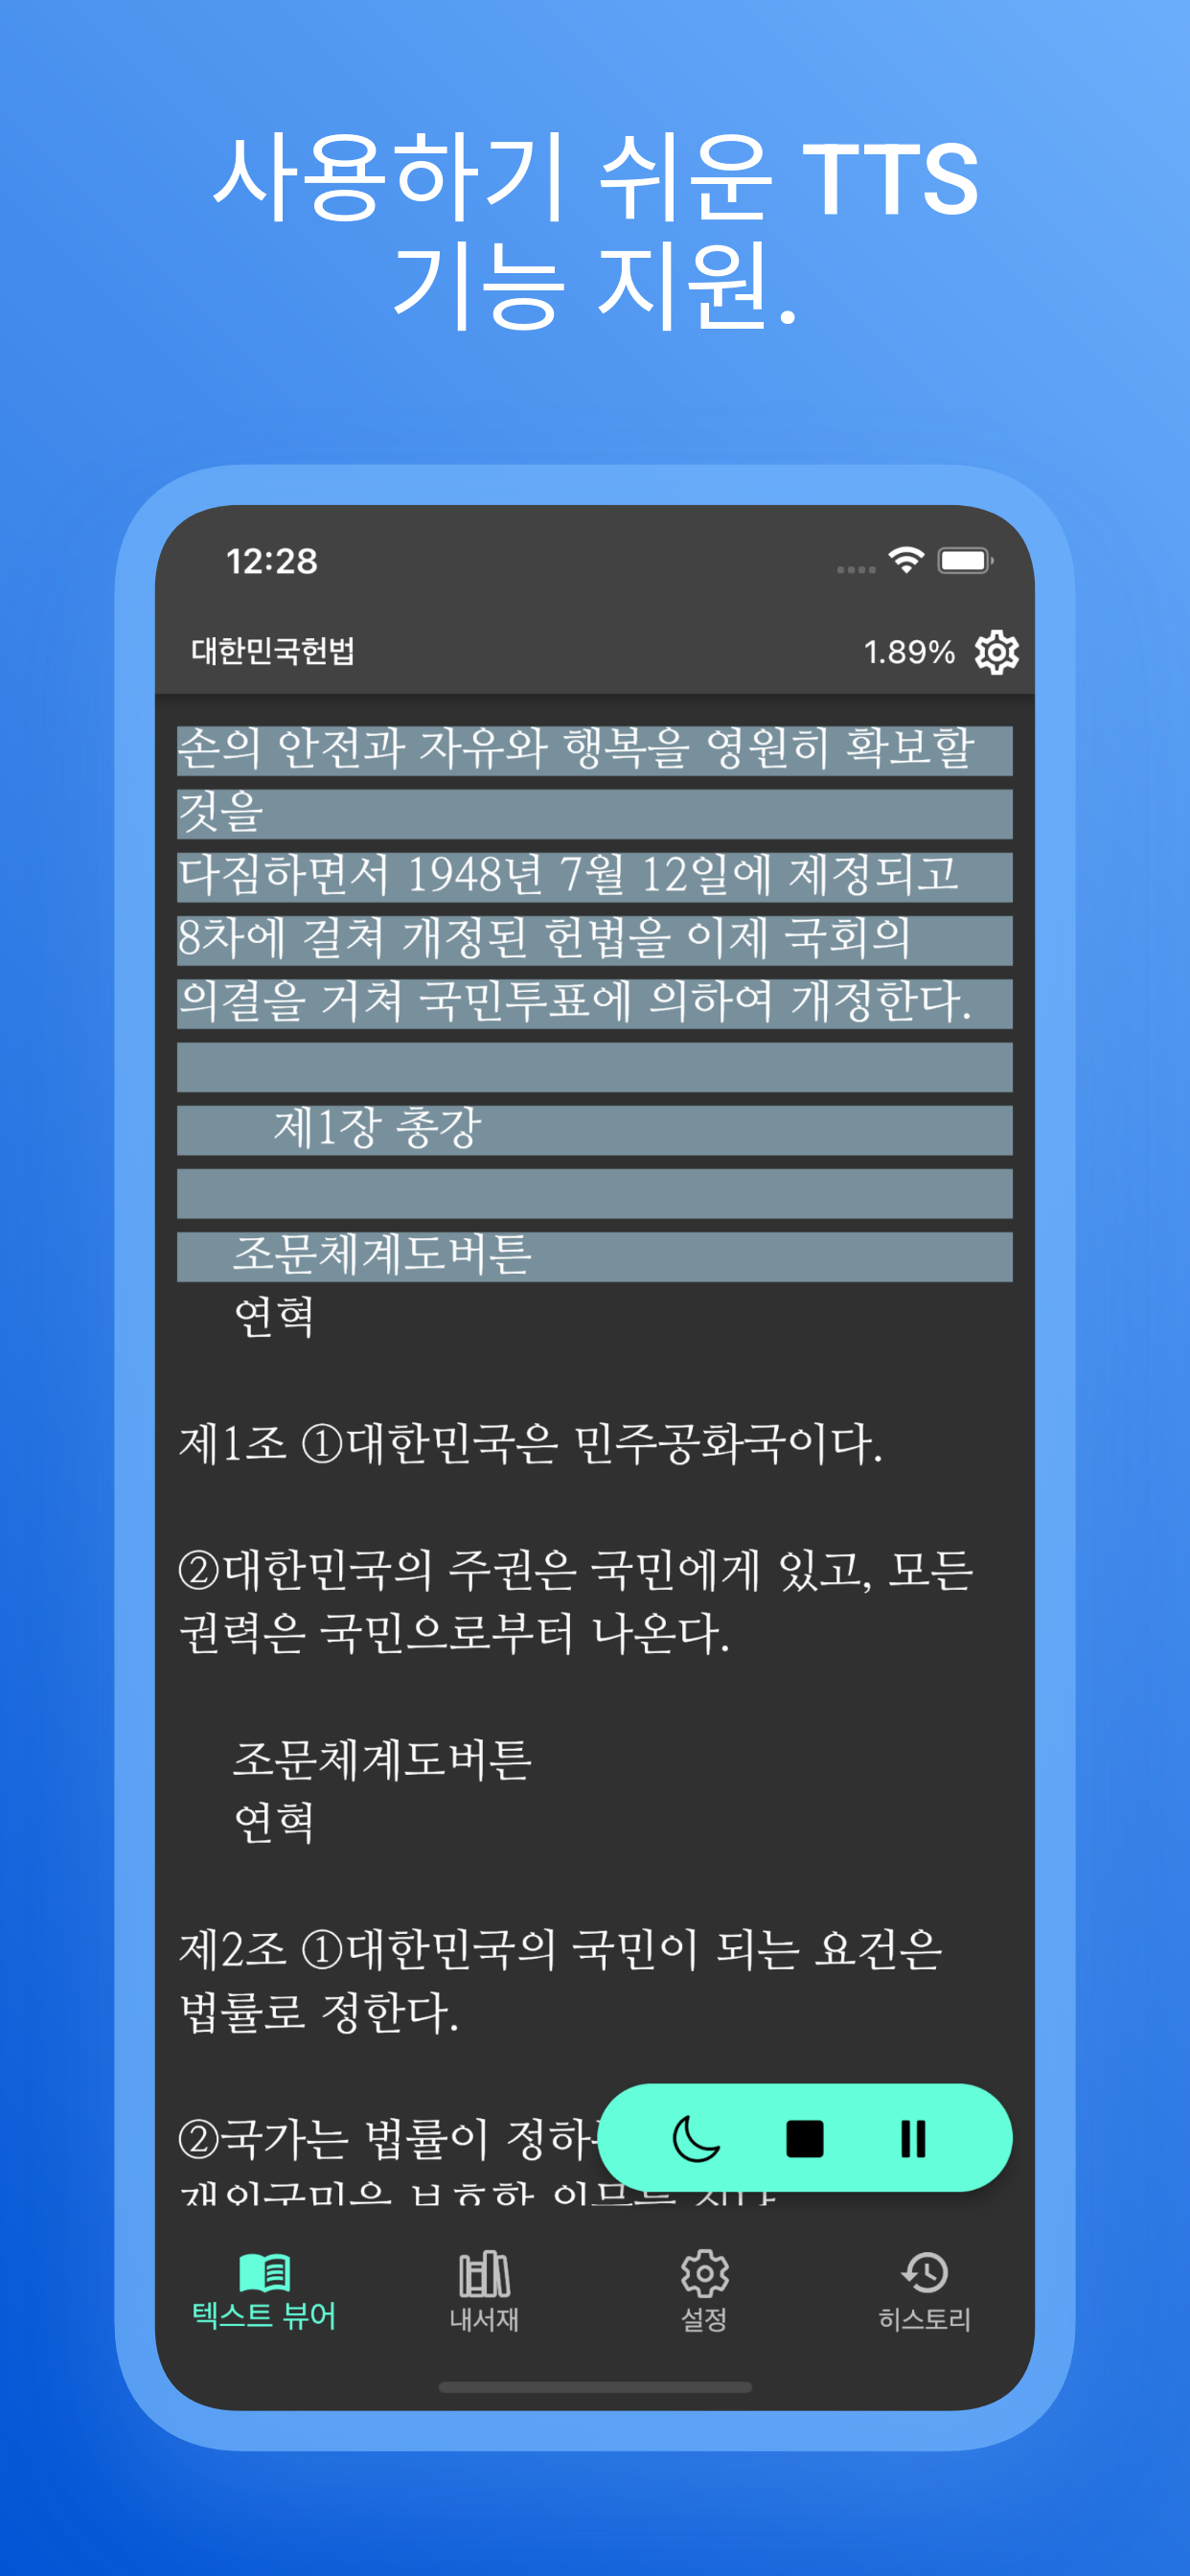 사용하기 쉬운 TTS
기능 지원.
12:28
대한민국헌법 1.89%
손의 안전과 자유와 행복을 영원히 확보할
것을
다짐하면서 1948년 7월 12일에 제정되고
8차에 걸쳐 개정된 헌법을 이제 국회의
의결을 거쳐 국민투표에 의하여 개정한다.
제1장 총강
조문체계도버튼
연혁
제1조 ①대한민국은 민주공화국이다.
②대한민국의 주권은 국민에게 있고, 모든
권력은 국민으로부터 나온다.
조문체계도버튼
연혁
제2조 ①대한민국의 국민이 되는 요건은
법률로 정한다.
②국가는 법률이
텍스트 뷰어 내서재 설정 히스토리